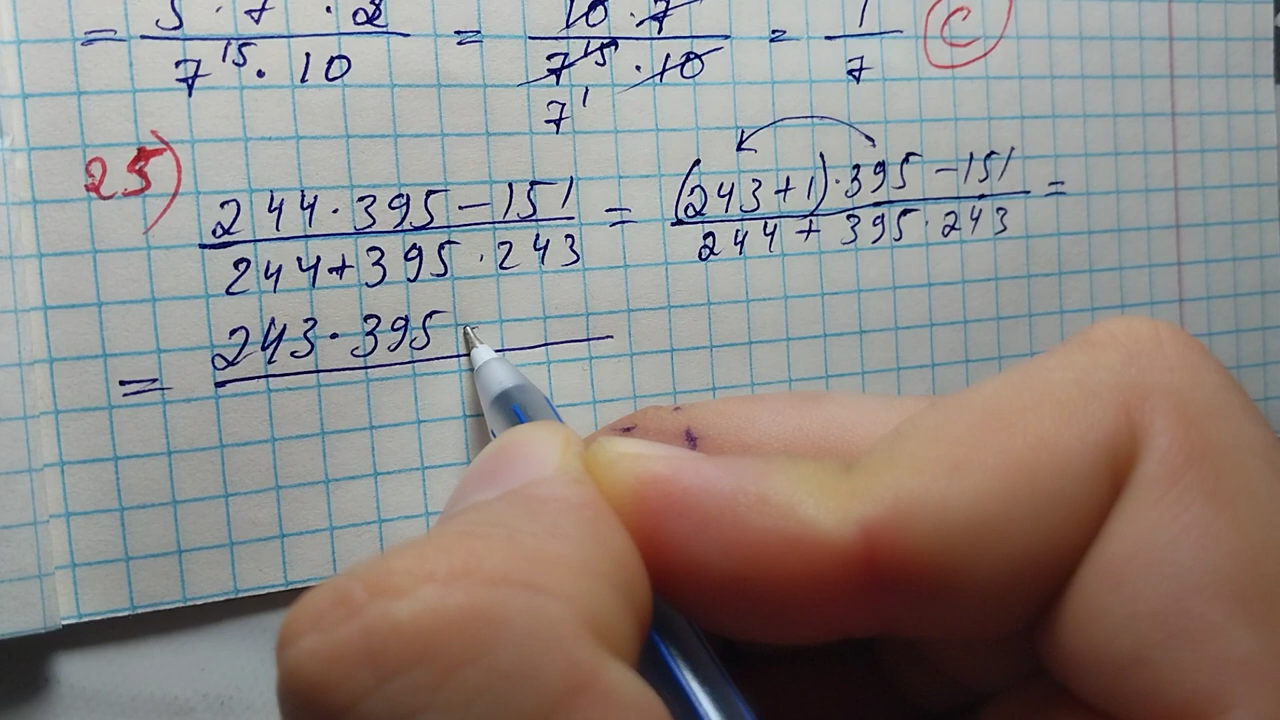 = 5 · 7 · 2 / 7^15 · 10 = 10 · 7 / 7^15 · 10 = 1 / 7 (C)
7^1
25) 244·395−151 / 244+395·243 = (243+1)·395−151 / 244+395·243 =
= 243·395